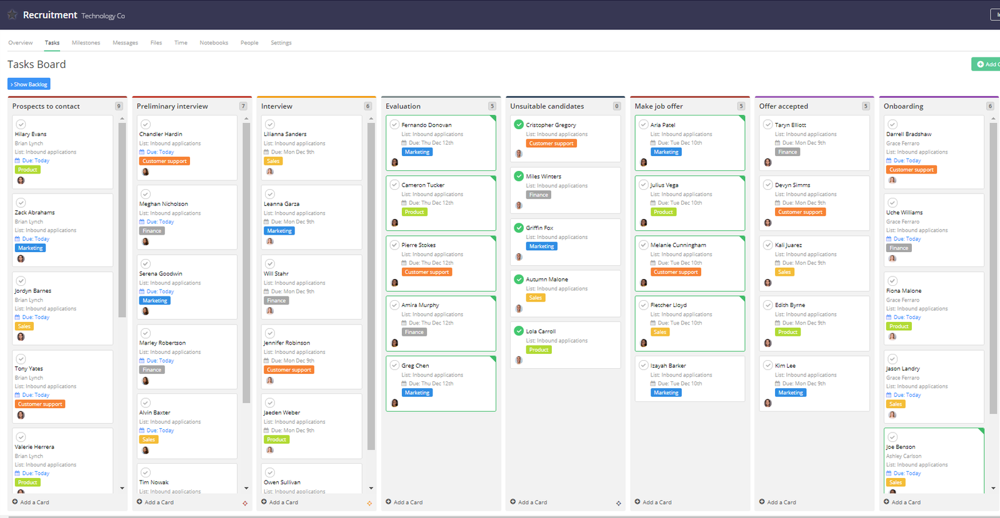 Recruitment Technology Co
Overview Tasks Milestones Messages Files Time Notebooks People Settings
Tasks Board
Add
› Show Backlog
Prospects to contact 9
Hilary Evans
Brian Lynch
List: Inbound applications
Due: Today
Product
Zack Abrahams
Brian Lynch
List: Inbound applications
Due: Today
Marketing
Jordyn Barnes
Brian Lynch
List: Inbound applications
Due: Today
Sales
Tony Yates
Brian Lynch
List: Inbound applications
Due: Today
Customer support
Valerie Herrera
Brian Lynch
List: Inbound applications
Due: Today
Product
Add a Card
Preliminary interview 7
Chandler Hardin
List: Inbound applications
Due: Today
Customer support
Meghan Nicholson
List: Inbound applications
Due: Today
Finance
Serena Goodwin
List: Inbound applications
Due: Today
Marketing
Marley Robertson
List: Inbound applications
Due: Today
Finance
Alvin Baxter
List: Inbound applications
Due: Today
Sales
Tim Nowak
List: Inbound applications
Add a Card
Interview 6
Lilianna Sanders
List: Inbound applications
Due: Mon Dec 9th
Sales
Leanna Garza
List: Inbound applications
Due: Mon Dec 9th
Marketing
Will Stahr
List: Inbound applications
Due: Mon Dec 9th
Finance
Jennifer Robinson
List: Inbound applications
Due: Mon Dec 9th
Customer support
Jaeden Weber
List: Inbound applications
Due: Mon Dec 9th
Product
Owen Sullivan
List: Inbound applications
Add a Card
Evaluation 5
Fernando Donovan
List: Inbound applications
Due: Thu Dec 12th
Marketing
Cameron Tucker
List: Inbound applications
Due: Thu Dec 12th
Product
Pierre Stokes
List: Inbound applications
Due: Thu Dec 12th
Customer support
Amira Murphy
List: Inbound applications
Due: Thu Dec 12th
Finance
Greg Chen
List: Inbound applications
Due: Thu Dec 12th
Marketing
Add a Card
Unsuitable candidates 0
Cristopher Gregory
List: Inbound applications
Customer support
Miles Winters
List: Inbound applications
Finance
Griffin Fox
List: Inbound applications
Marketing
Autumn Malone
List: Inbound applications
Sales
Lola Carroll
List: Inbound applications
Product
Add a Card
Make job offer 5
Aria Patel
List: Inbound applications
Due: Tue Dec 10th
Marketing
Julius Vega
List: Inbound applications
Due: Tue Dec 10th
Product
Melanie Cunningham
List: Inbound applications
Due: Tue Dec 10th
Customer support
Fletcher Lloyd
List: Inbound applications
Due: Tue Dec 10th
Sales
Izayah Barker
List: Inbound applications
Due: Tue Dec 10th
Marketing
Add a Card
Offer accepted 5
Taryn Elliott
List: Inbound applications
Due: Mon Dec 9th
Finance
Devyn Simms
List: Inbound applications
Due: Mon Dec 9th
Customer support
Kali Juarez
List: Inbound applications
Due: Mon Dec 9th
Sales
Edith Byrne
List: Inbound applications
Due: Mon Dec 9th
Product
Kim Lee
List: Inbound applications
Due: Mon Dec 9th
Marketing
Add a Card
Onboarding 6
Darrell Bradshaw
Grace Ferraro
List: Inbound applications
Due: Today
Customer support
Uche Williams
Grace Ferraro
List: Inbound applications
Due: Today
Finance
Fiona Malone
Grace Ferraro
List: Inbound applications
Due: Today
Product
Jason Landry
Grace Ferraro
List: Inbound applications
Due: Today
Sales
Joe Benson
Ashley Carlson
List: Inbound applications
Due: Today
Sales
Add a Card